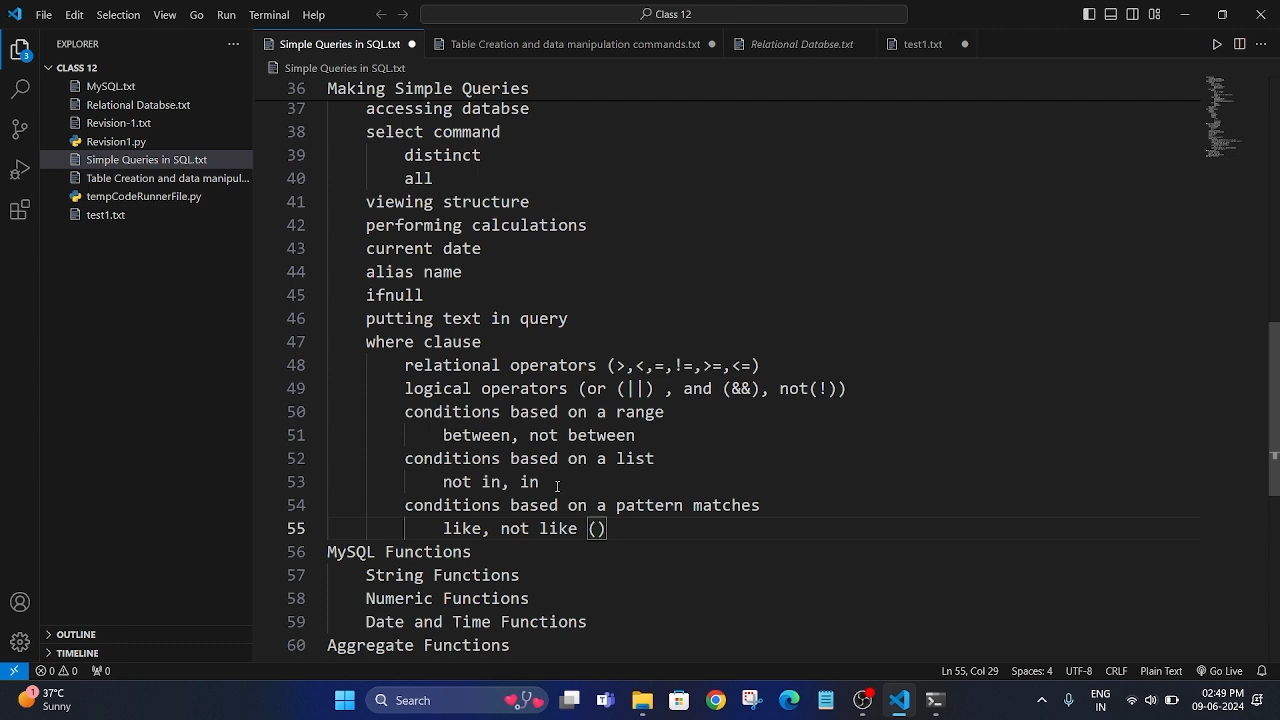 File Edit Selection View Go Run Terminal Help
Class 12
EXPLORER
Simple Queries in SQL.txt
Table Creation and data manipulation commands.txt
Relational Databse.txt
test1.txt
CLASS 12
Simple Queries in SQL.txt
3
MySQL.txt
Relational Databse.txt
Revision-1.txt
Revision1.py
Simple Queries in SQL.txt
Table Creation and data manipul...
tempCodeRunnerFile.py
test1.txt
36 Making Simple Queries
37 accessing databse
38 select command
39 distinct
40 all
41 viewing structure
42 performing calculations
43 current date
44 alias name
45 ifnull
46 putting text in query
47 where clause
48 relational operators (>,<,=,!=,>=,<=)
49 logical operators (or (||) , and (&&), not(!))
50 conditions based on a range
51 between, not between
52 conditions based on a list
53 not in, in
54 conditions based on a pattern matches
55 like, not like ()
56 MySQL Functions
57 String Functions
58 Numeric Functions
59 Date and Time Functions
60 Aggregate Functions
OUTLINE
TIMELINE
0 0 0
Ln 55, Col 29 Spaces: 4 UTF-8 CRLF Plain Text Go Live
1
37°C
Sunny
Search
ENG
IN
02:49 PM
09-06-2024